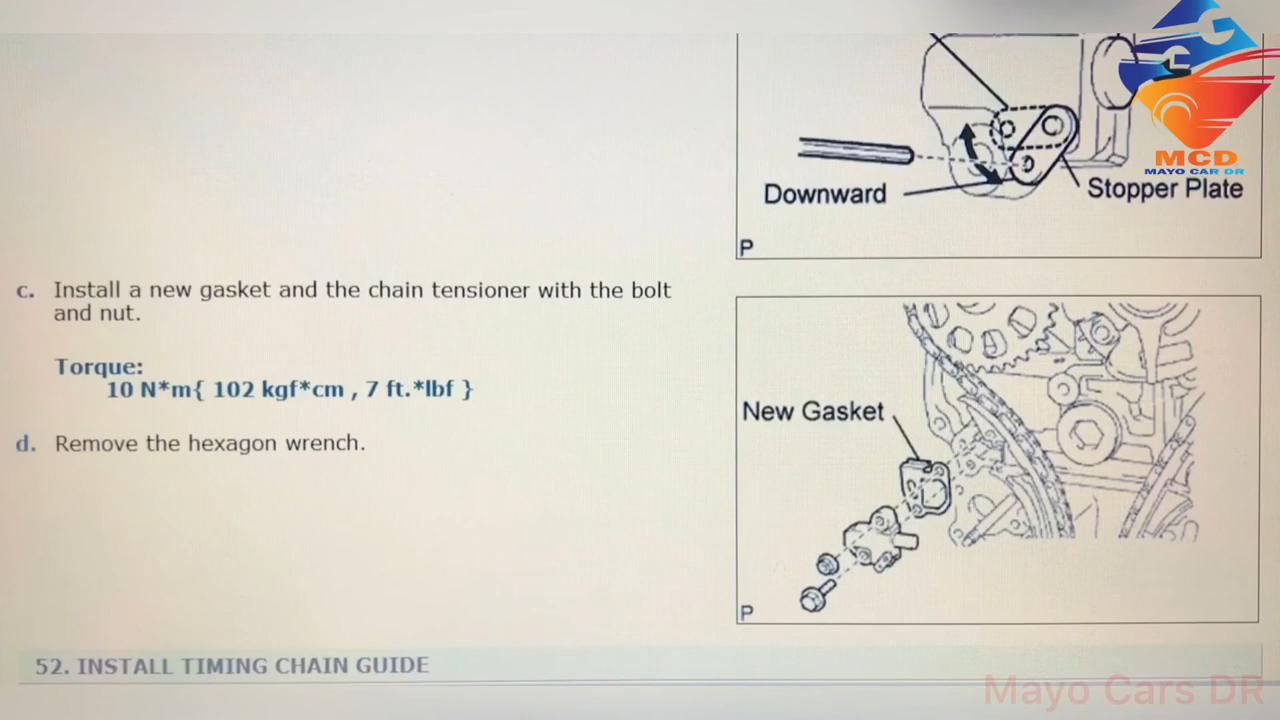 MCD
MAYO CAR DR
Downward
Stopper Plate
P
c. Install a new gasket and the chain tensioner with the bolt
and nut.
Torque:
10 N*m{ 102 kgf*cm , 7 ft.*lbf }
d. Remove the hexagon wrench.
New Gasket
P
52. INSTALL TIMING CHAIN GUIDE
Mayo Cars DR